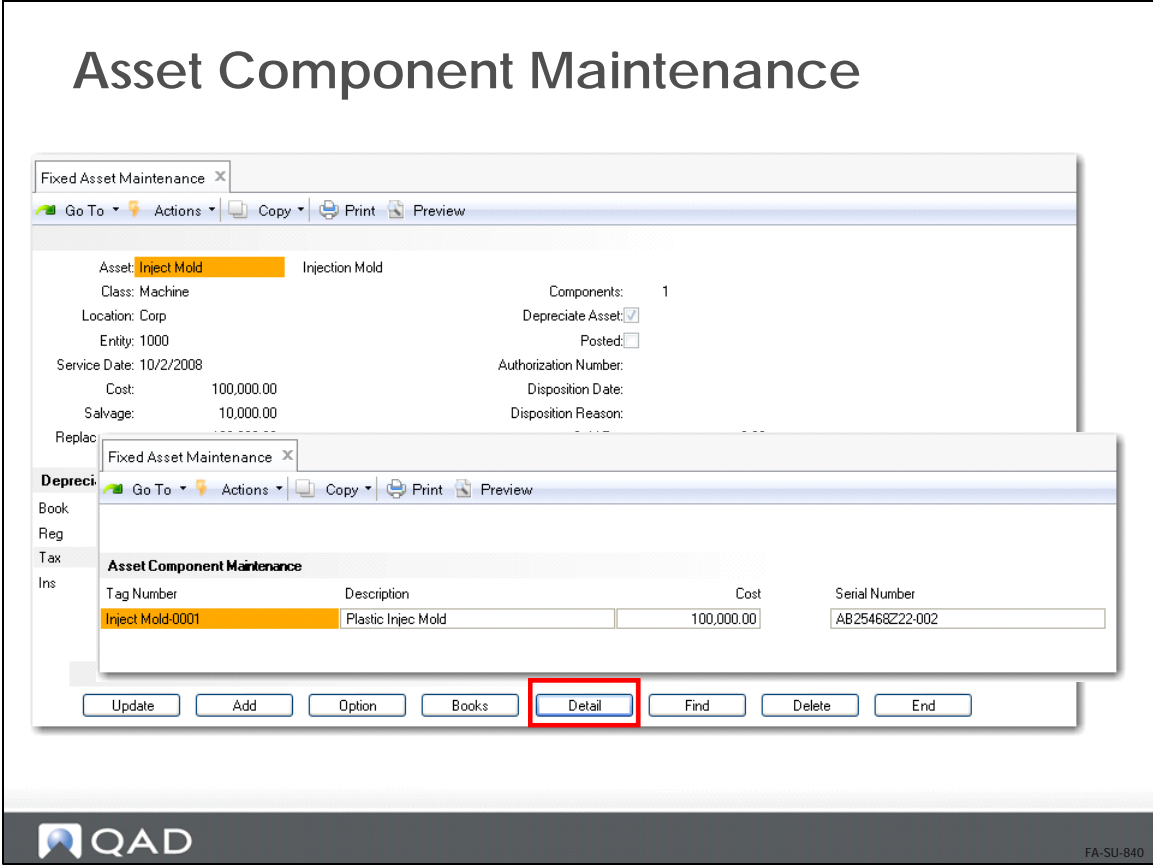 Asset Component Maintenance
Fixed Asset Maintenance
Go To Actions Copy Print Preview
Asset: Inject Mold Injection Mold
Class: Machine Components: 1
Location: Corp Depreciate Asset:
Entity: 1000 Posted:
Service Date: 10/2/2008 Authorization Number:
Cost: 100,000.00 Disposition Date:
Salvage: 10,000.00 Disposition Reason:
Replac
Fixed Asset Maintenance
Depreci
Go To Actions Copy Print Preview
Book
Reg
Tax
Asset Component Maintenance
Ins
Tag Number Description Cost Serial Number
Inject Mold-0001 Plastic Injec Mold 100,000.00 AB25468Z22-002
Update Add Option Books Detail Find Delete End
QAD
FA-SU-840